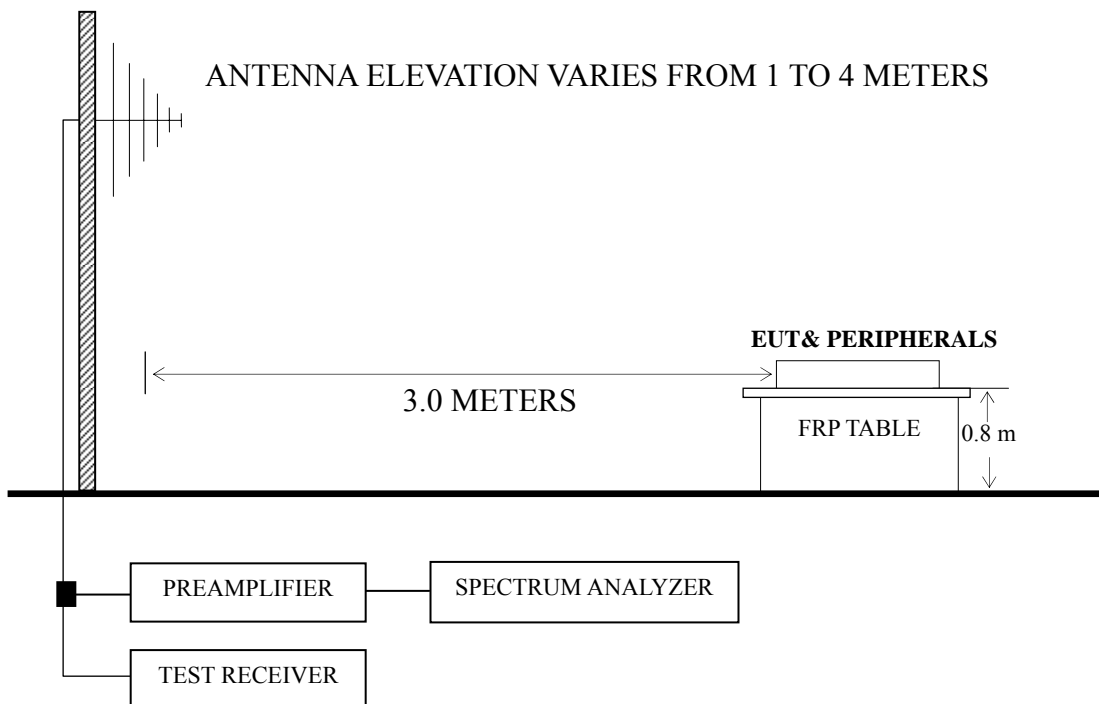 ANTENNA ELEVATION VARIES FROM 1 TO 4 METERS
EUT& PERIPHERALS
3.0 METERS
FRP TABLE
0.8 m
PREAMPLIFIER
SPECTRUM ANALYZER
TEST RECEIVER